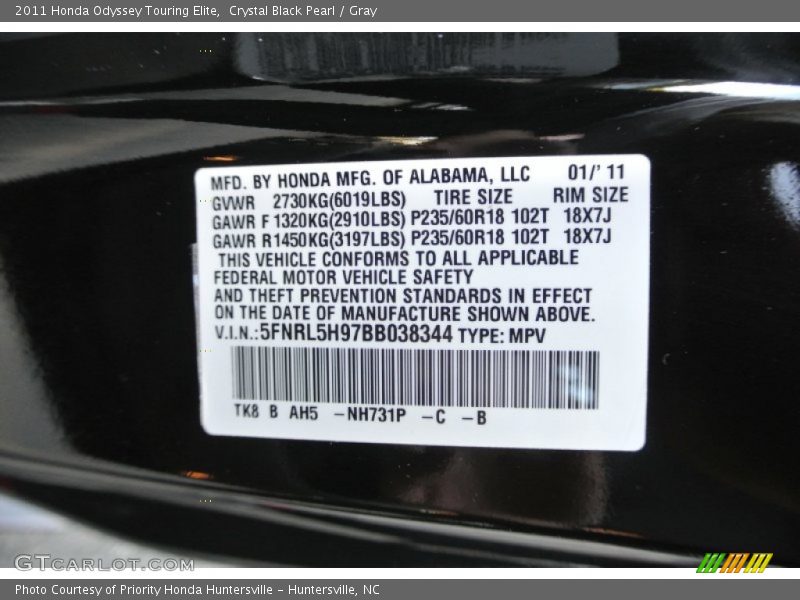 2011 Honda Odyssey Touring Elite,  Crystal Black Pearl / Gray
MFD. BY HONDA MFG. OF ALABAMA, LLC 01/'11
GVWR 2730KG(6019LBS) TIRE SIZE RIM SIZE
GAWR F 1320KG(2910LBS) P235/60R18 102T 18X7J
GAWR R1450KG(3197LBS) P235/60R18 102T 18X7J
THIS VEHICLE CONFORMS TO ALL APPLICABLE
FEDERAL MOTOR VEHICLE SAFETY
AND THEFT PREVENTION STANDARDS IN EFFECT
ON THE DATE OF MANUFACTURE SHOWN ABOVE.
V.I.N.:5FNRL5H97BB038344 TYPE: MPV
TK8 B AH5 -NH731P -C -B
GTcarlot.com
Photo Courtesy of Priority Honda Huntersville - Huntersville, NC